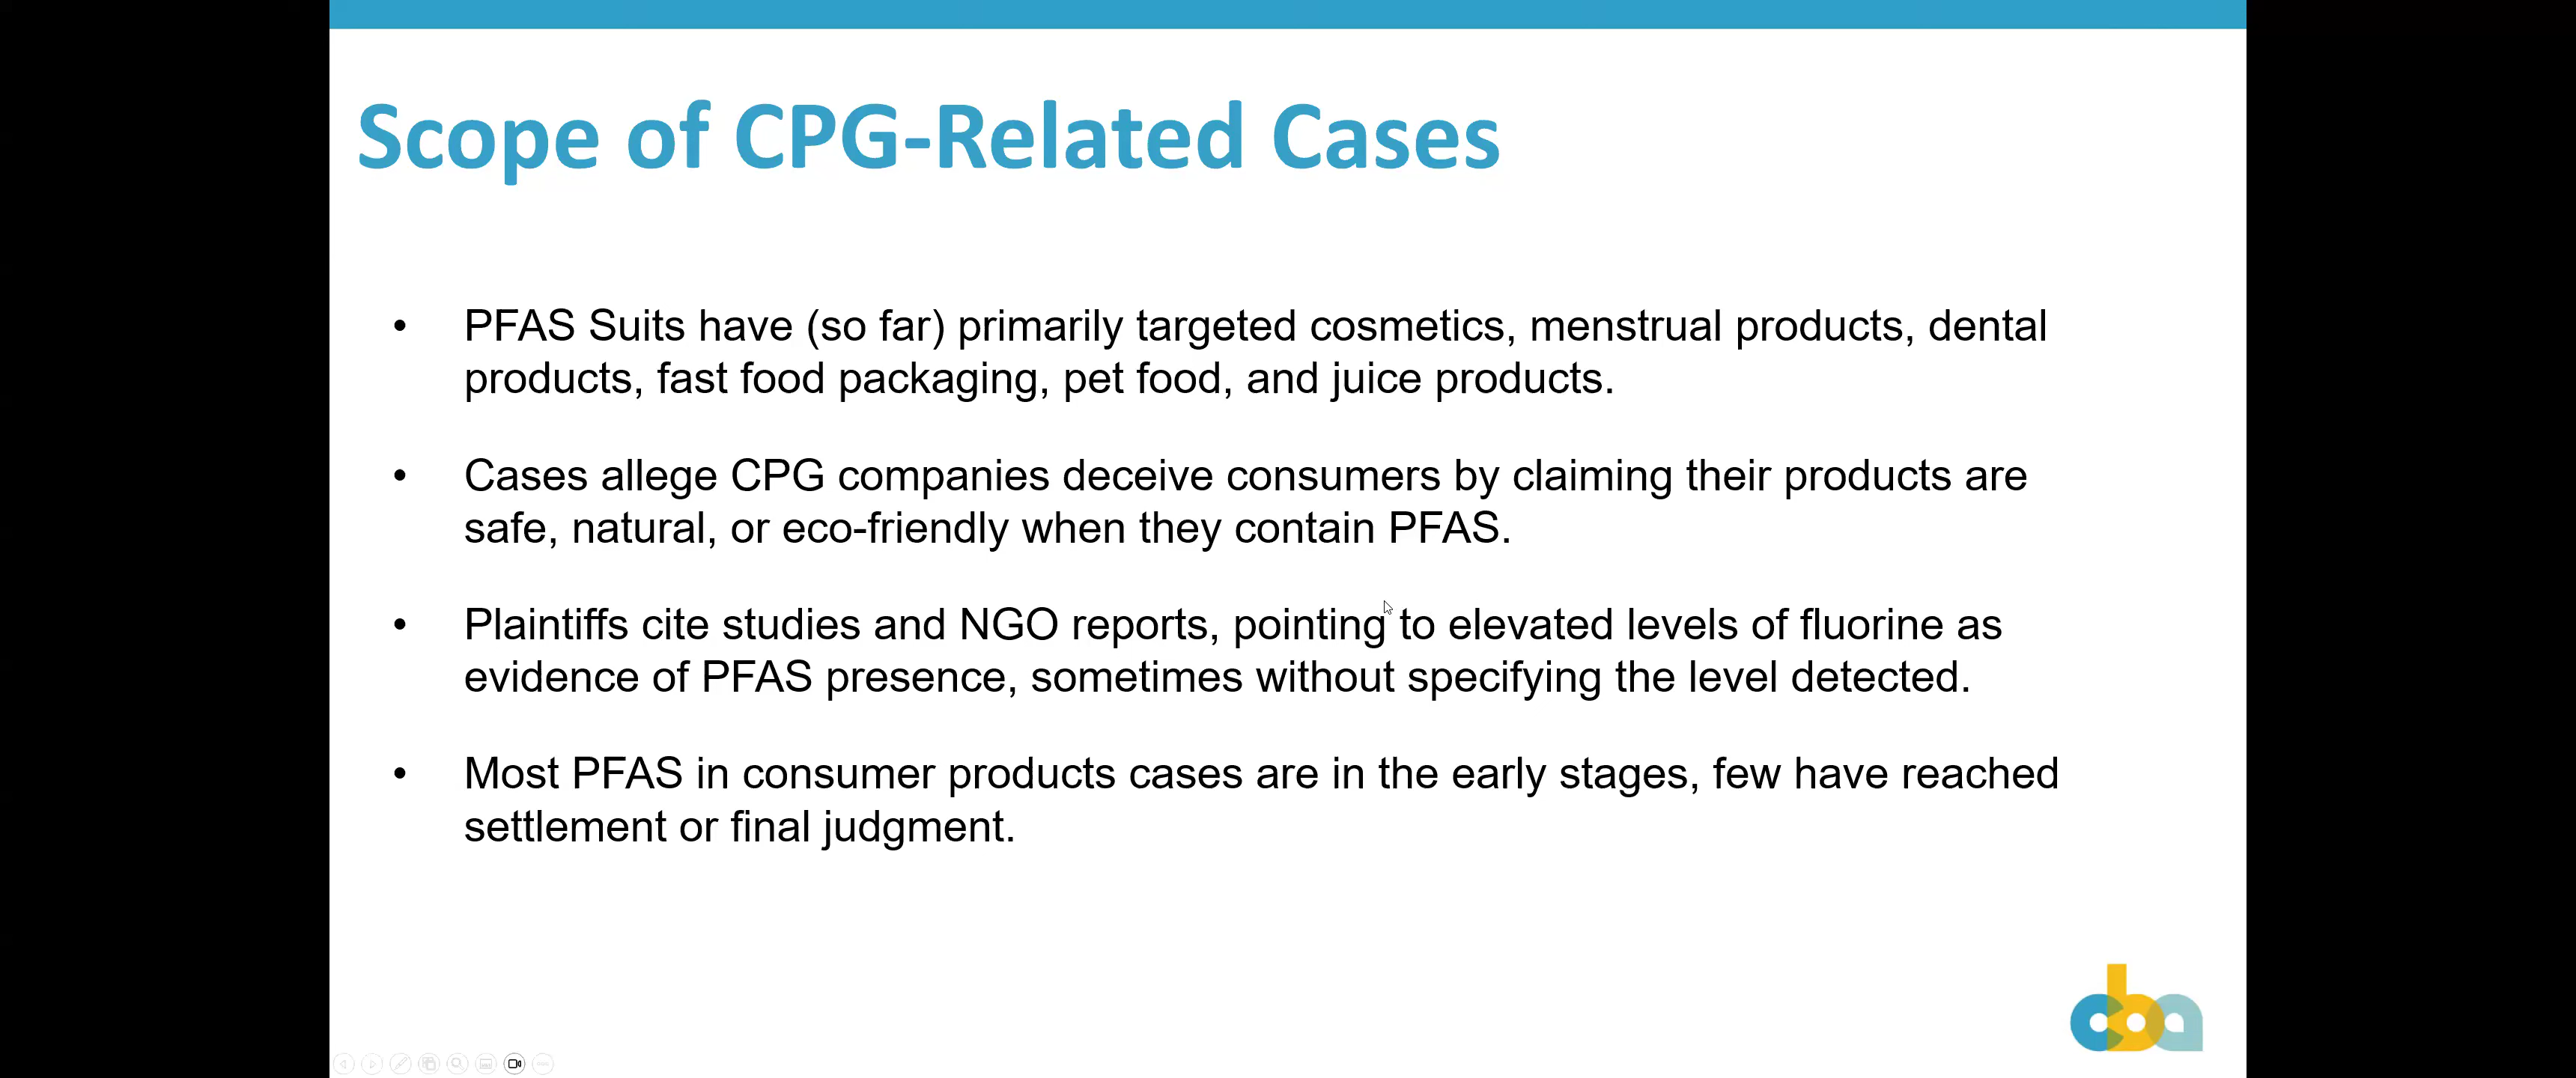 Scope of CPG-Related Cases
• PFAS Suits have (so far) primarily targeted cosmetics, menstrual products, dental
products, fast food packaging, pet food, and juice products.
• Cases allege CPG companies deceive consumers by claiming their products are
safe, natural, or eco-friendly when they contain PFAS.
• Plaintiffs cite studies and NGO reports, pointing to elevated levels of fluorine as
evidence of PFAS presence, sometimes without specifying the level detected.
• Most PFAS in consumer products cases are in the early stages, few have reached
settlement or final judgment.
cba